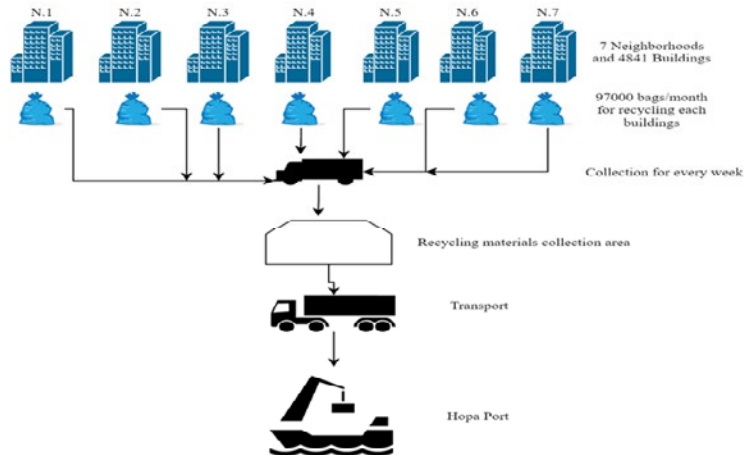 N.1 N.2 N.3 N.4 N.5 N.6 N.7
7 Neighborhoods
and 4841 Buildings
97000 bags/month
for recycling each
buildings
Collection for every week
Recycling materials collection area
Transport
Hopa Port